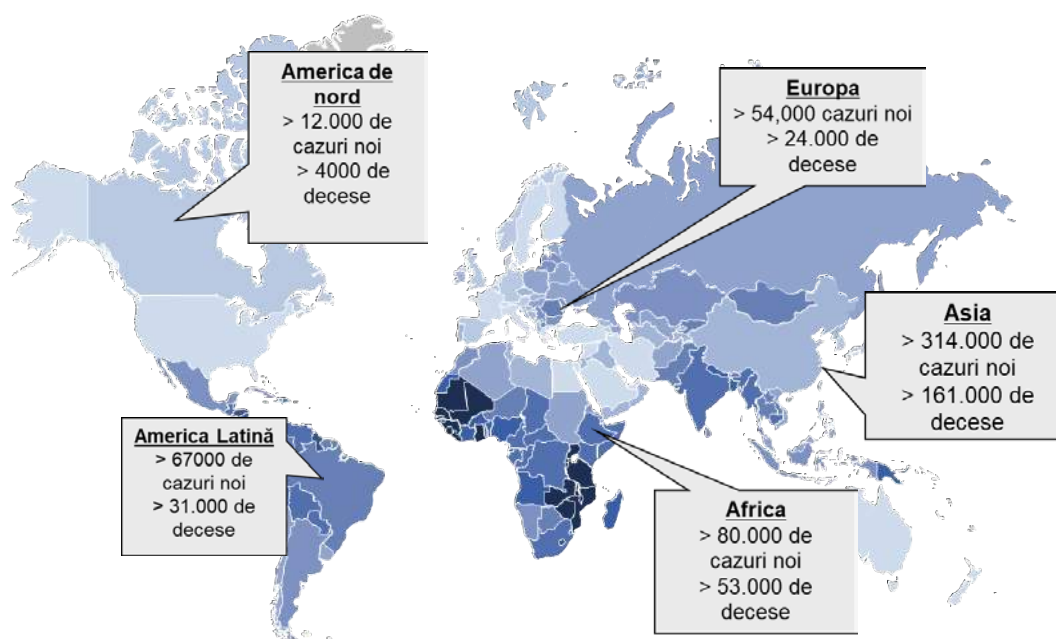 America de
nord
> 12.000 de
cazuri noi
> 4000 de
decese
Europa
> 54,000 cazuri noi
> 24.000 de
decese
Asia
> 314.000 de
cazuri noi
> 161.000 de
decese
America Latină
> 67000 de
cazuri noi
> 31.000 de
decese
Africa
> 80.000 de
cazuri noi
> 53.000 de
decese